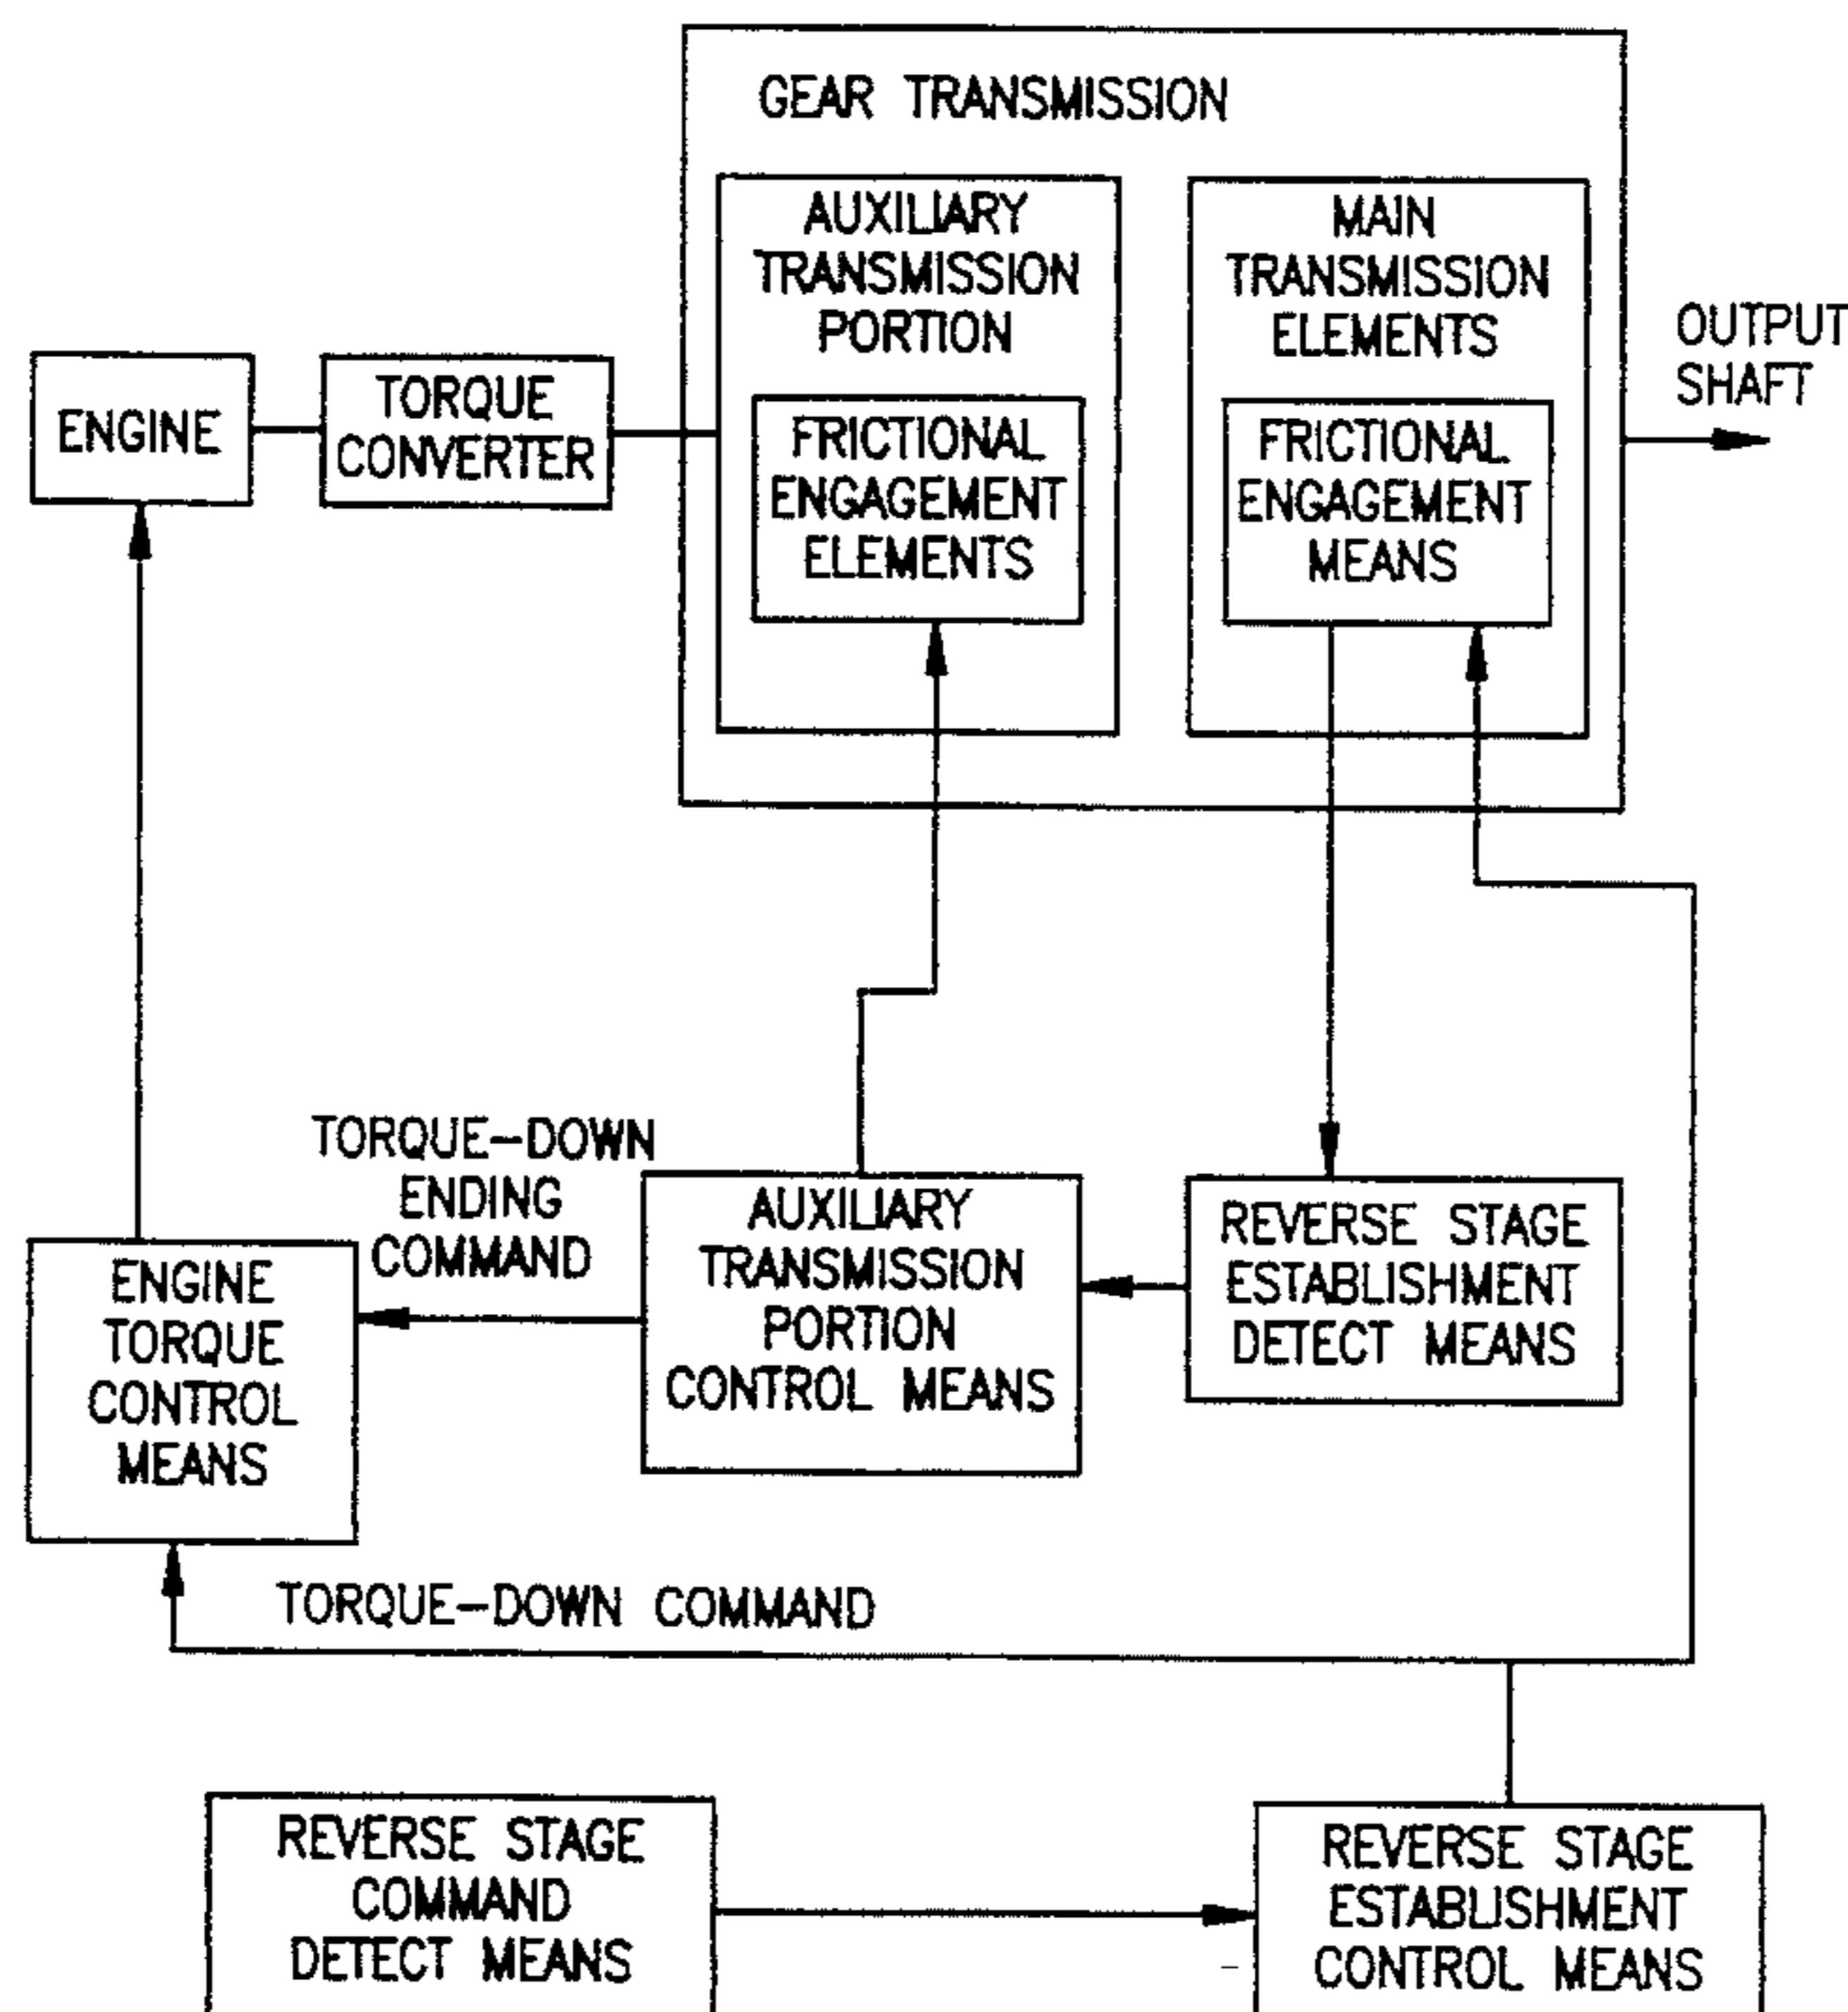 GEAR TRANSMISSION
AUXILIARY
TRANSMISSION
PORTION
MAIN
TRANSMISSION
ELEMENTS
OUTPUT
SHAFT
ENGINE
TORQUE
CONVERTER
FRICTIONAL
ENGAGEMENT
ELEMENTS
FRICTIONAL
ENGAGEMENT
MEANS
TORQUE-DOWN
ENDING
COMMAND
ENGINE
TORQUE
CONTROL
MEANS
AUXILIARY
TRANSMISSION
PORTION
CONTROL MEANS
REVERSE STAGE
ESTABLISHMENT
DETECT MEANS
TORQUE-DOWN COMMAND
REVERSE STAGE
COMMAND
DETECT MEANS
REVERSE STAGE
ESTABLISHMENT
CONTROL MEANS